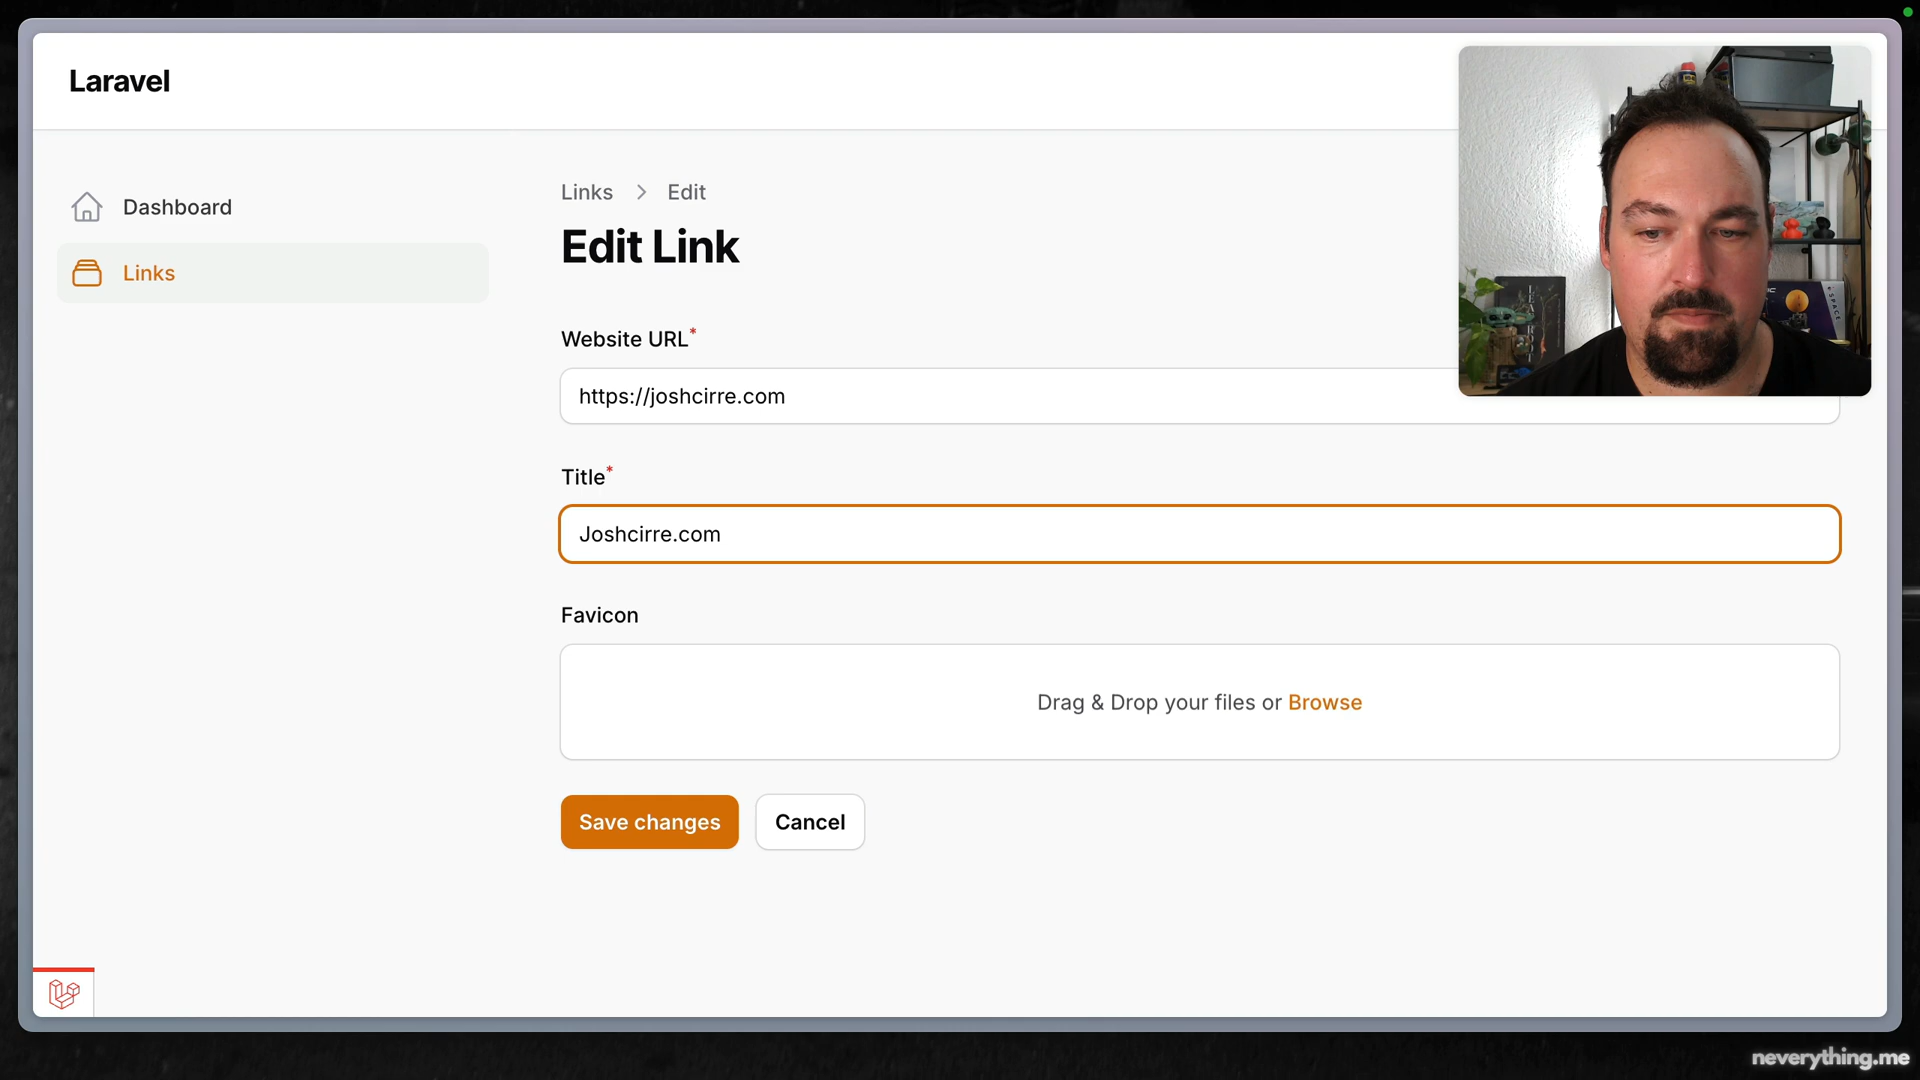 Laravel
Dashboard
Links
Links > Edit
Edit Link
Website URL*
https://joshcirre.com
Title*
Joshcirre.com
Favicon
Drag & Drop your files or Browse
Save changes
Cancel
neverything.me